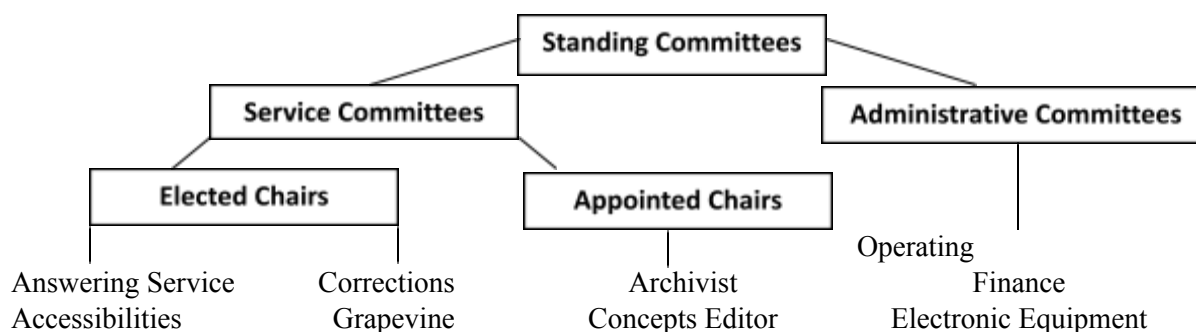 Standing Committees
Service Committees
Administrative Committees
Elected Chairs
Appointed Chairs
Operating
Answering Service Corrections Archivist Finance
Accessibilities Grapevine Concepts Editor Electronic Equipment